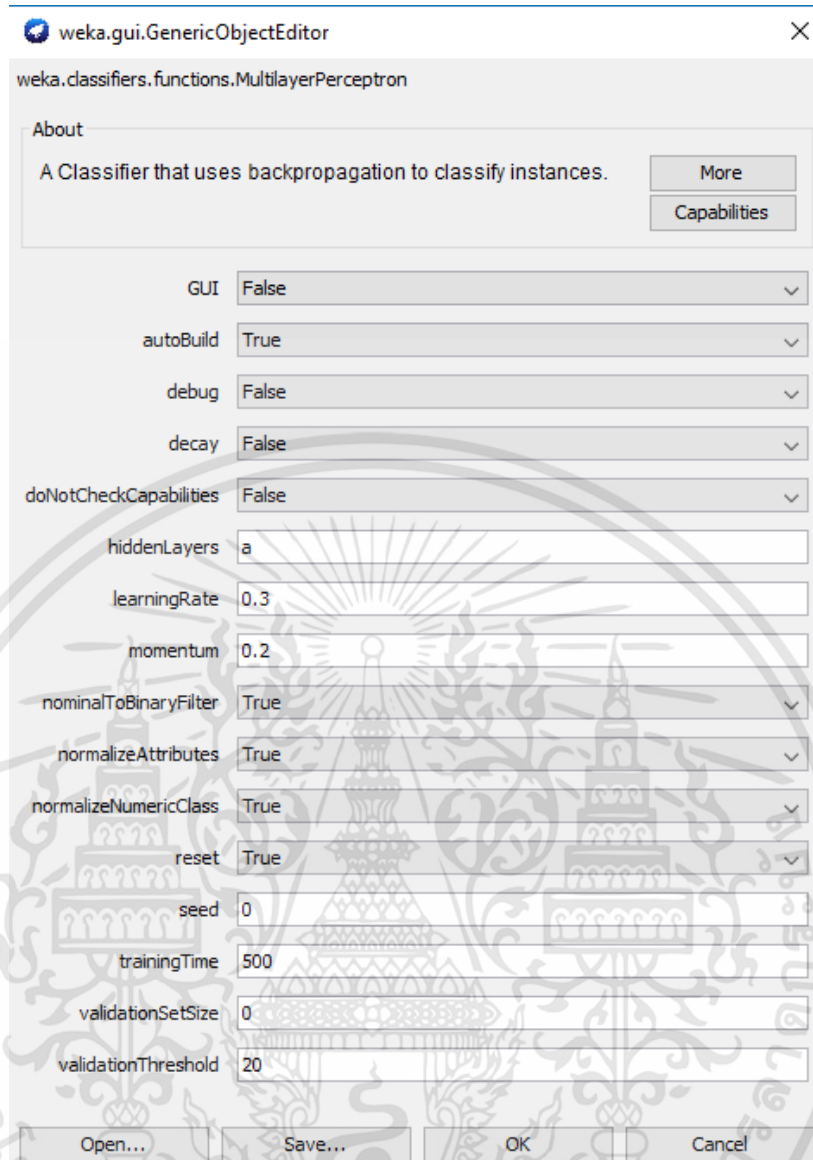 weka.gui.GenericObjectEditor
weka.classifiers.functions.MultilayerPerceptron
About
A Classifier that uses backpropagation to classify instances.
More
Capabilities
GUI False
autoBuild True
debug False
decay False
doNotCheckCapabilities False
hiddenLayers a
learningRate 0.3
momentum 0.2
nominalToBinaryFilter True
normalizeAttributes True
normalizeNumericClass True
reset True
seed 0
trainingTime 500
validationSetSize 0
validationThreshold 20
Open... Save... OK Cancel